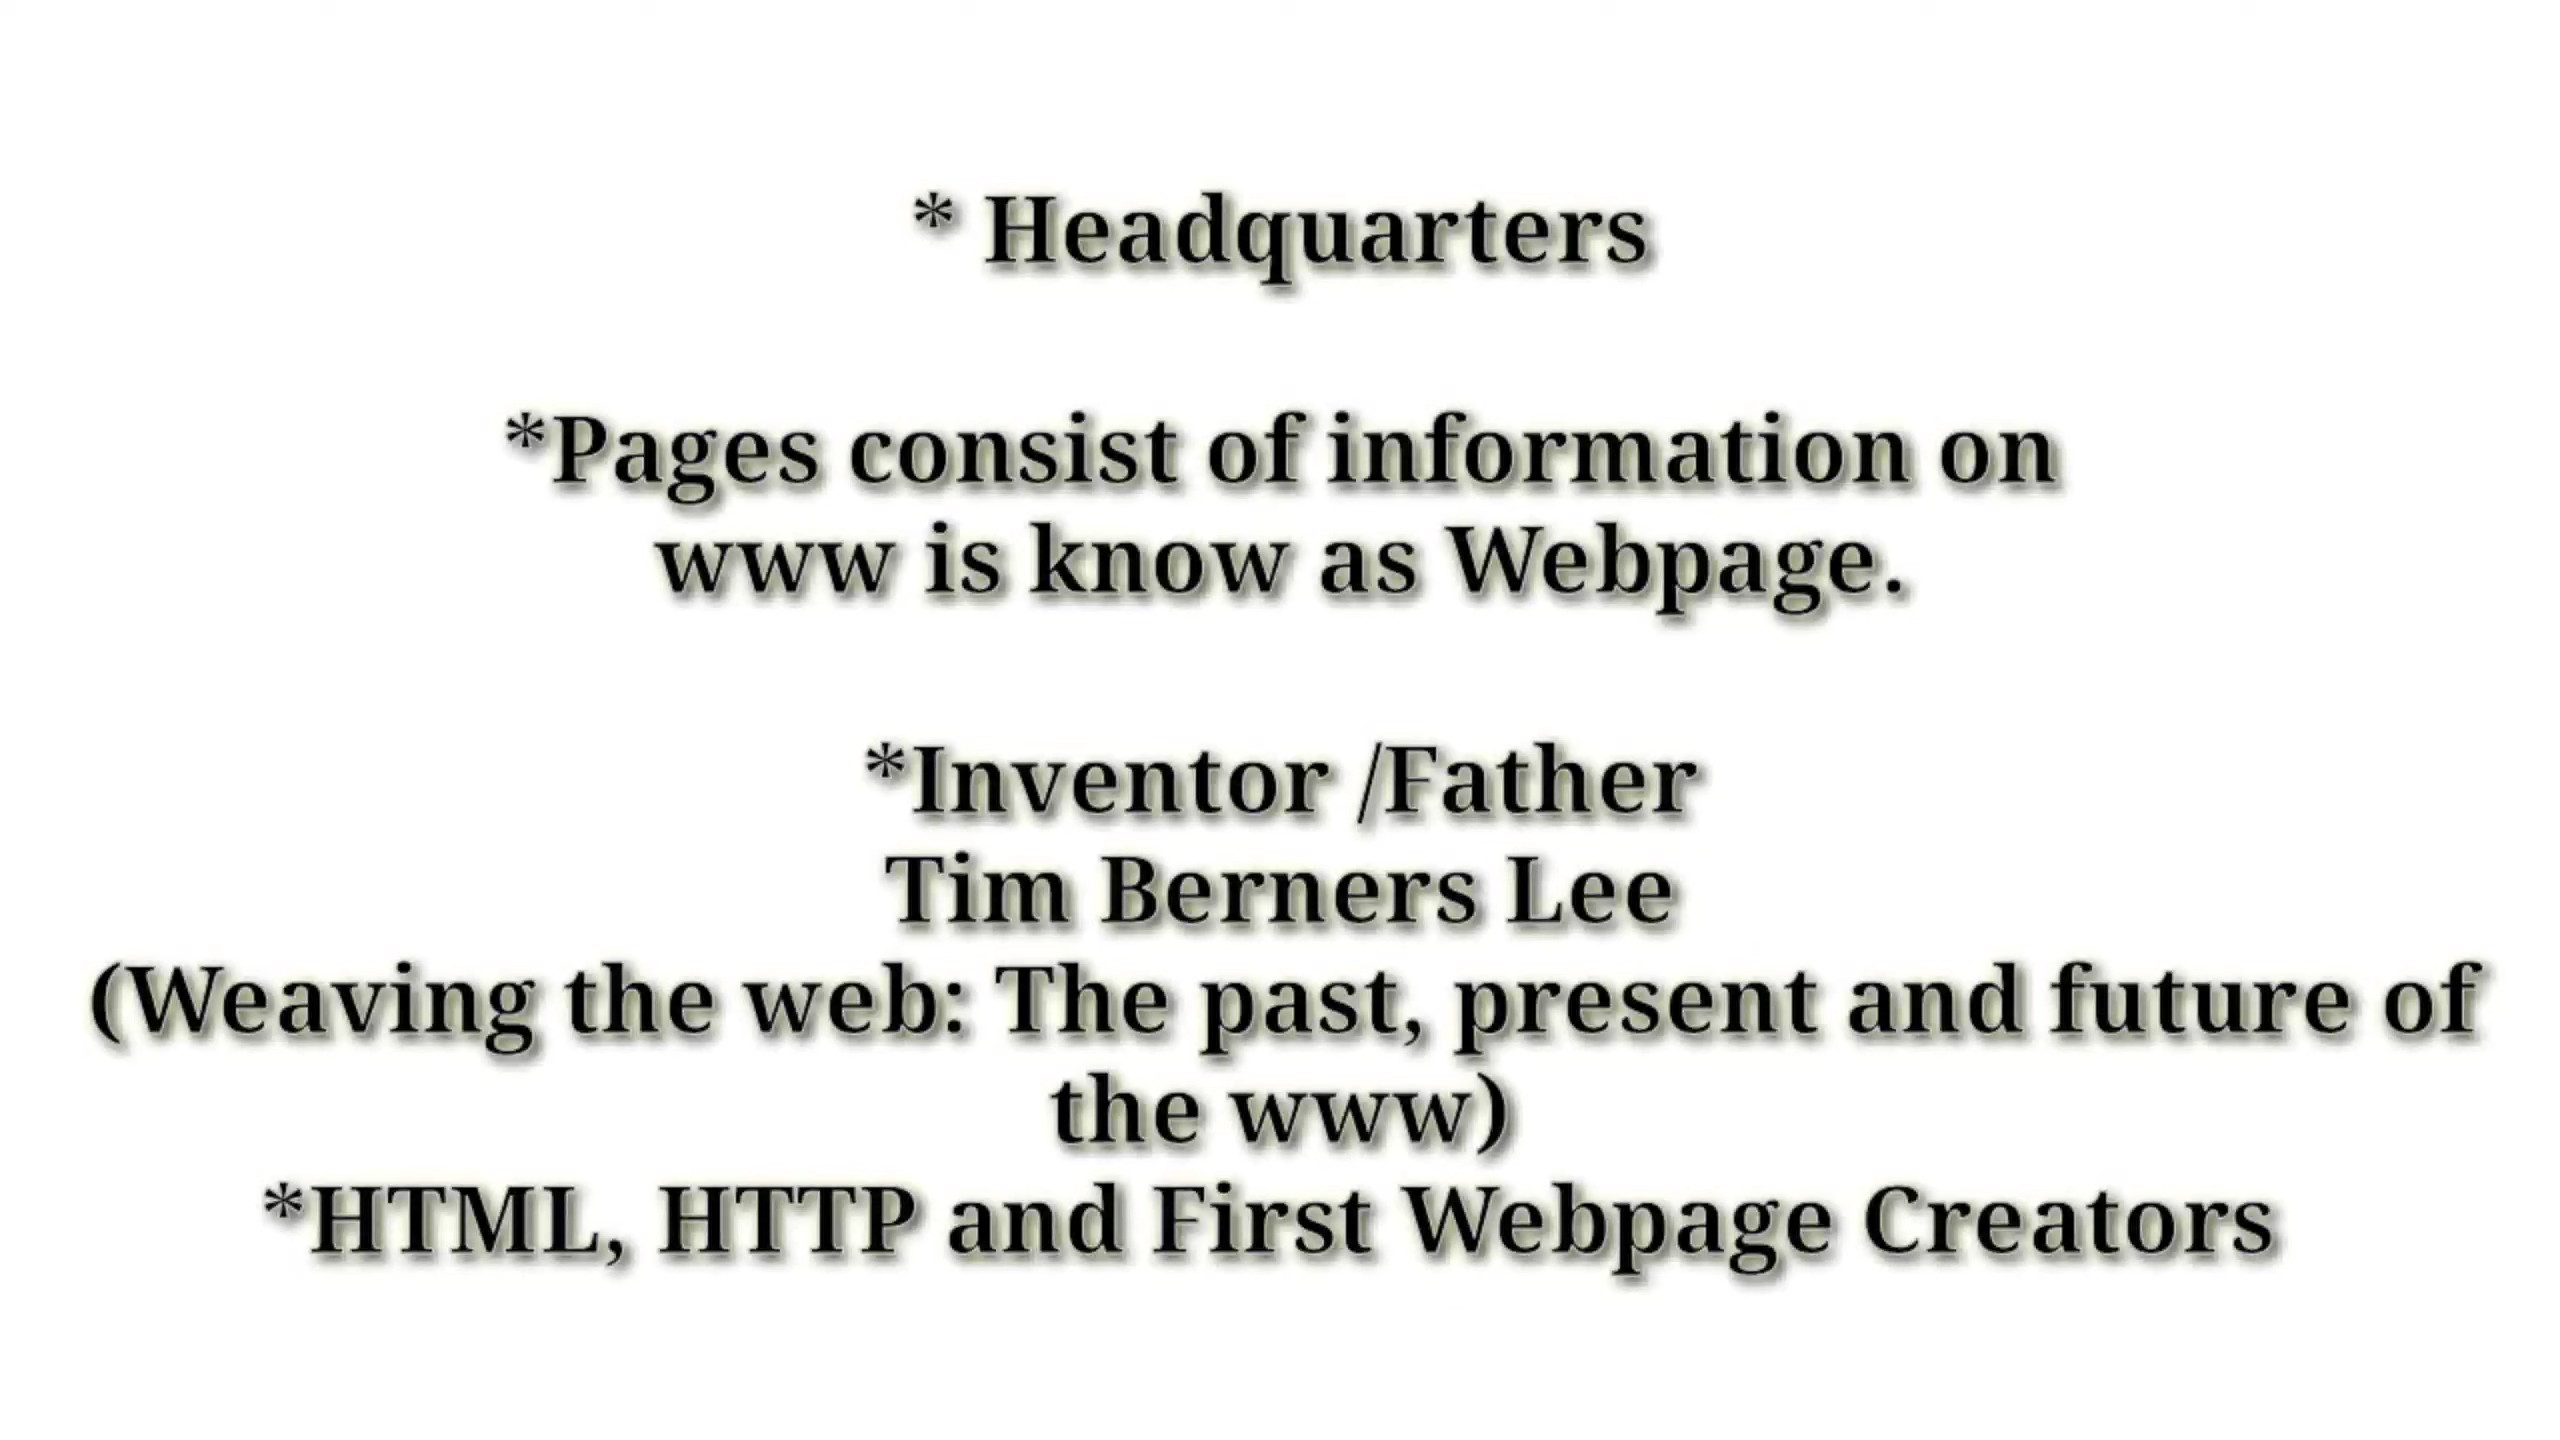 * Headquarters
*Pages consist of information on
www is know as Webpage.
*Inventor /Father
Tim Berners Lee
(Weaving the web: The past, present and future of
the www)
*HTML, HTTP and First Webpage Creators